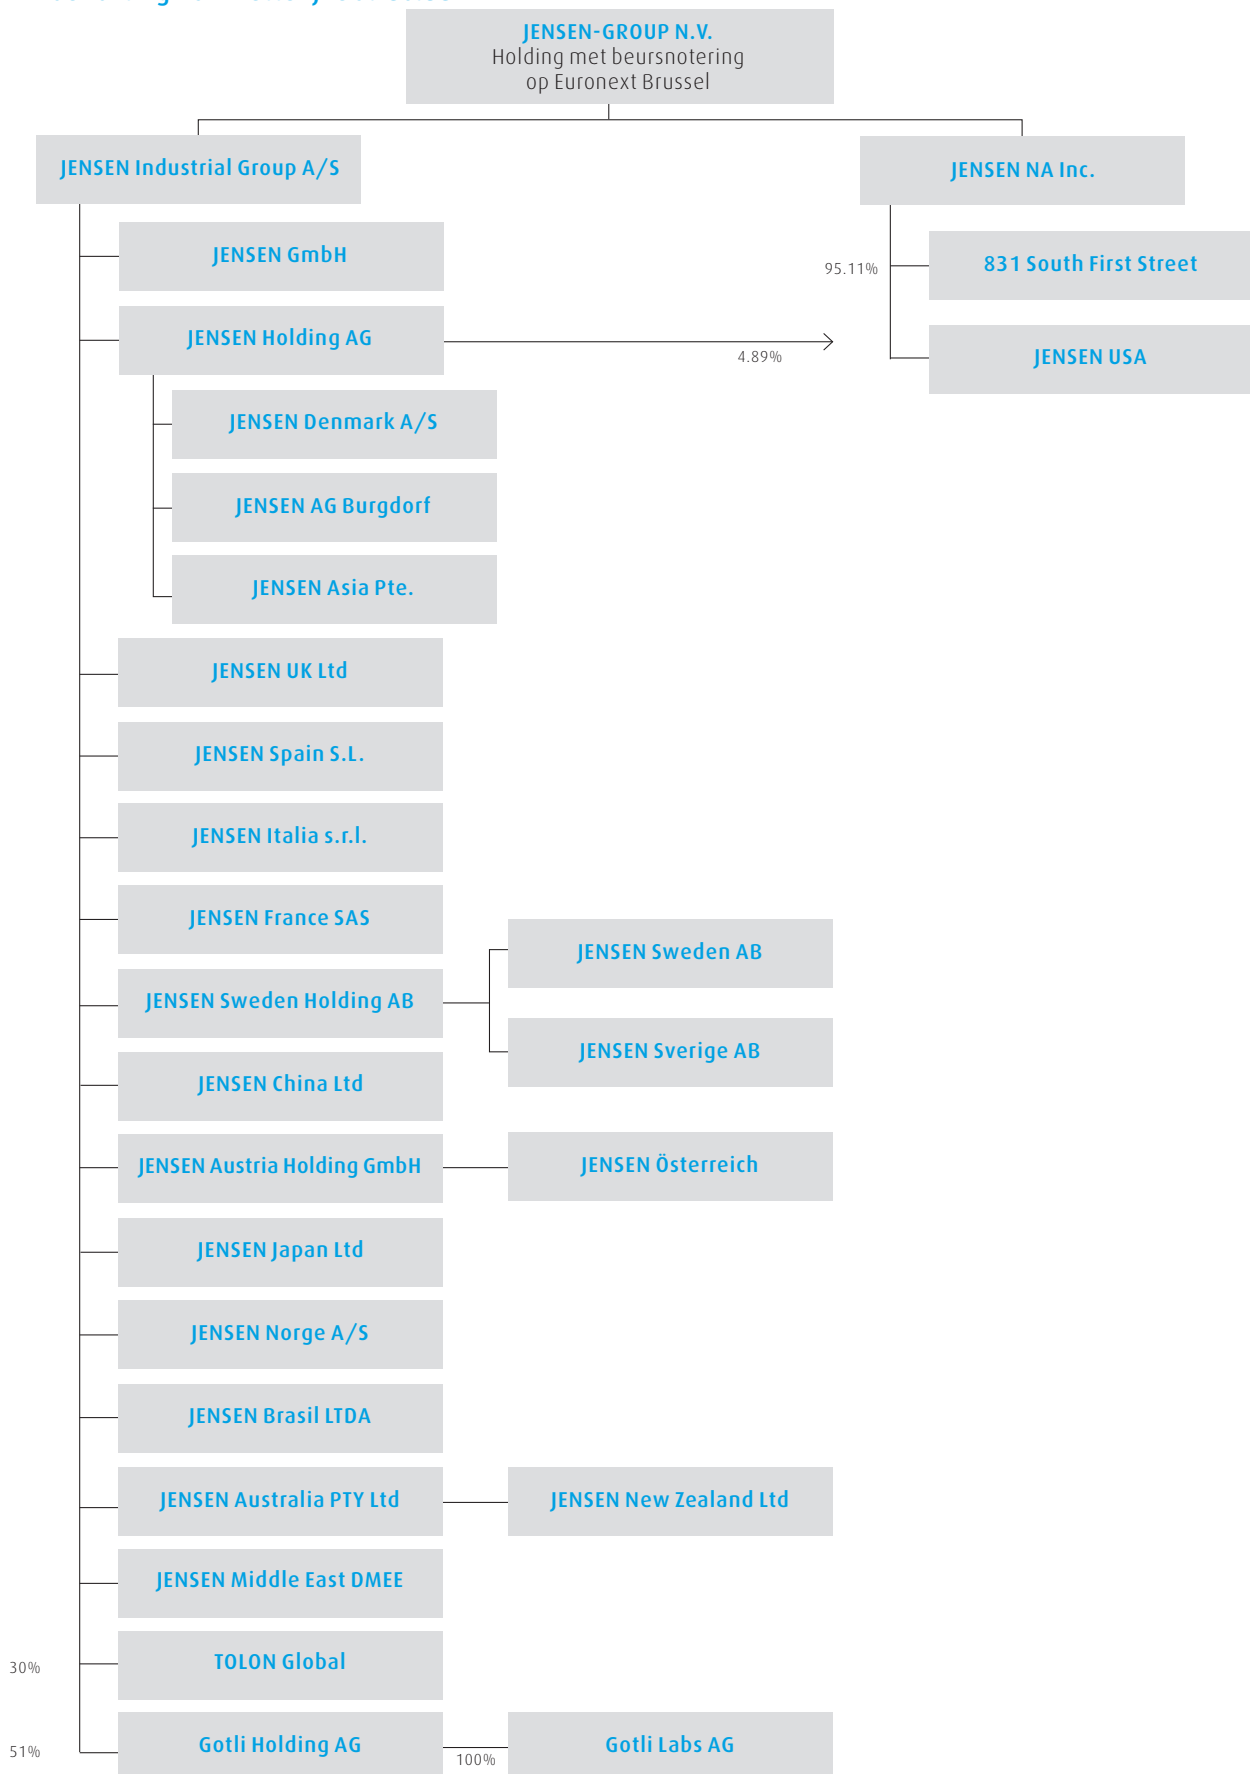 JENSEN-GROUP N.V.
Holding met beursnotering
op Euronext Brussel
JENSEN Industrial Group A/S
JENSEN NA Inc.
JENSEN GmbH
95.11%
831 South First Street
JENSEN Holding AG
4.89%
JENSEN USA
JENSEN Denmark A/S
JENSEN AG Burgdorf
JENSEN Asia Pte.
JENSEN UK Ltd
JENSEN Spain S.L.
JENSEN Italia s.r.l.
JENSEN France SAS
JENSEN Sweden AB
JENSEN Sweden Holding AB
JENSEN Sverige AB
JENSEN China Ltd
JENSEN Austria Holding GmbH
JENSEN Österreich
JENSEN Japan Ltd
JENSEN Norge A/S
JENSEN Brasil LTDA
JENSEN Australia PTY Ltd
JENSEN New Zealand Ltd
JENSEN Middle East DMEE
30%
TOLON Global
51%
Gotli Holding AG
100%
Gotli Labs AG